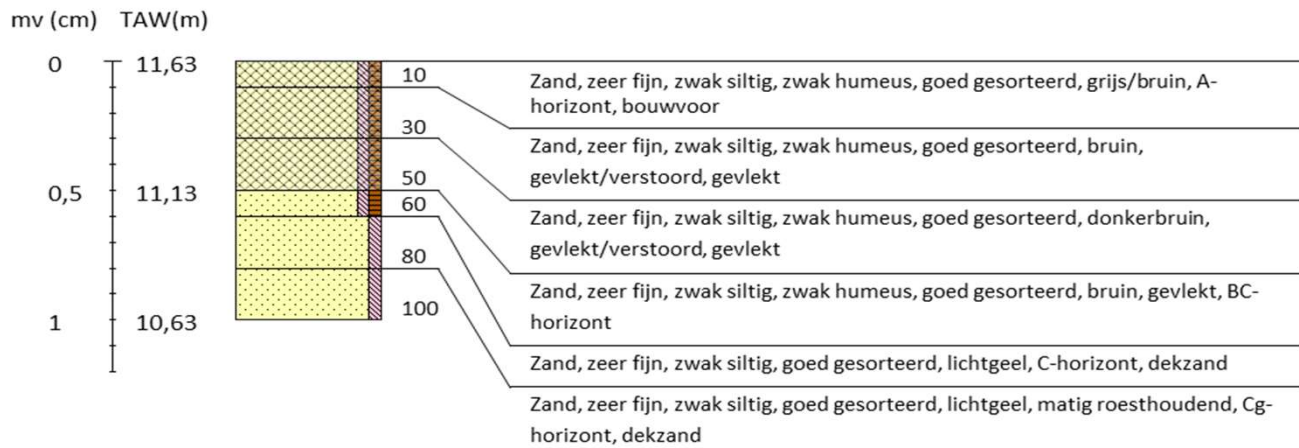 mv (cm) TAW(m)
0 11,63
10
Zand, zeer fijn, zwak siltig, zwak humeus, goed gesorteerd, grijs/bruin, A-
horizont, bouwvoor
30
Zand, zeer fijn, zwak siltig, zwak humeus, goed gesorteerd, bruin,
gevlekt/verstoord, gevlekt
0,5 11,13
50
60
Zand, zeer fijn, zwak siltig, zwak humeus, goed gesorteerd, donkerbruin,
gevlekt/verstoord, gevlekt
80
Zand, zeer fijn, zwak siltig, zwak humeus, goed gesorteerd, bruin, gevlekt, BC-
horizont
1 10,63
100
Zand, zeer fijn, zwak siltig, goed gesorteerd, lichtgeel, C-horizont, dekzand
Zand, zeer fijn, zwak siltig, goed gesorteerd, lichtgeel, matig roesthoudend, Cg-
horizont, dekzand